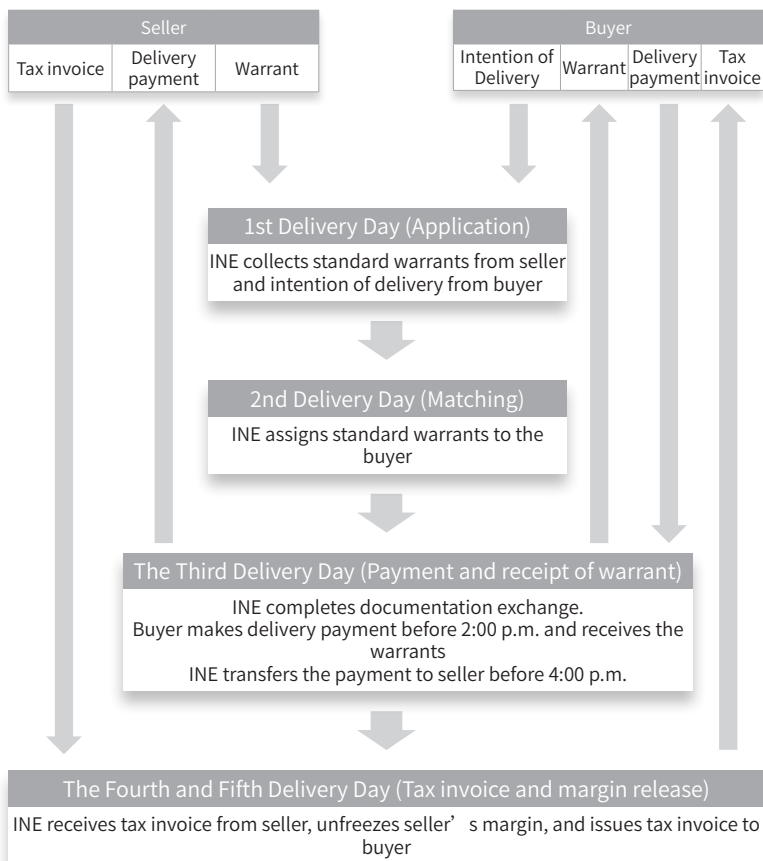 Seller
Buyer
Tax invoice
Delivery
payment
Warrant
Intention of
Delivery
Warrant
Delivery
payment
Tax
invoice
1st Delivery Day (Application)
INE collects standard warrants from seller
and intention of delivery from buyer
2nd Delivery Day (Matching)
INE assigns standard warrants to the
buyer
The Third Delivery Day (Payment and receipt of warrant)
INE completes documentation exchange.
Buyer makes delivery payment before 2:00 p.m. and receives the
warrants
INE transfers the payment to seller before 4:00 p.m.
The Fourth and Fifth Delivery Day (Tax invoice and margin release)
INE receives tax invoice from seller, unfreezes seller’ s margin, and issues tax invoice to
buyer